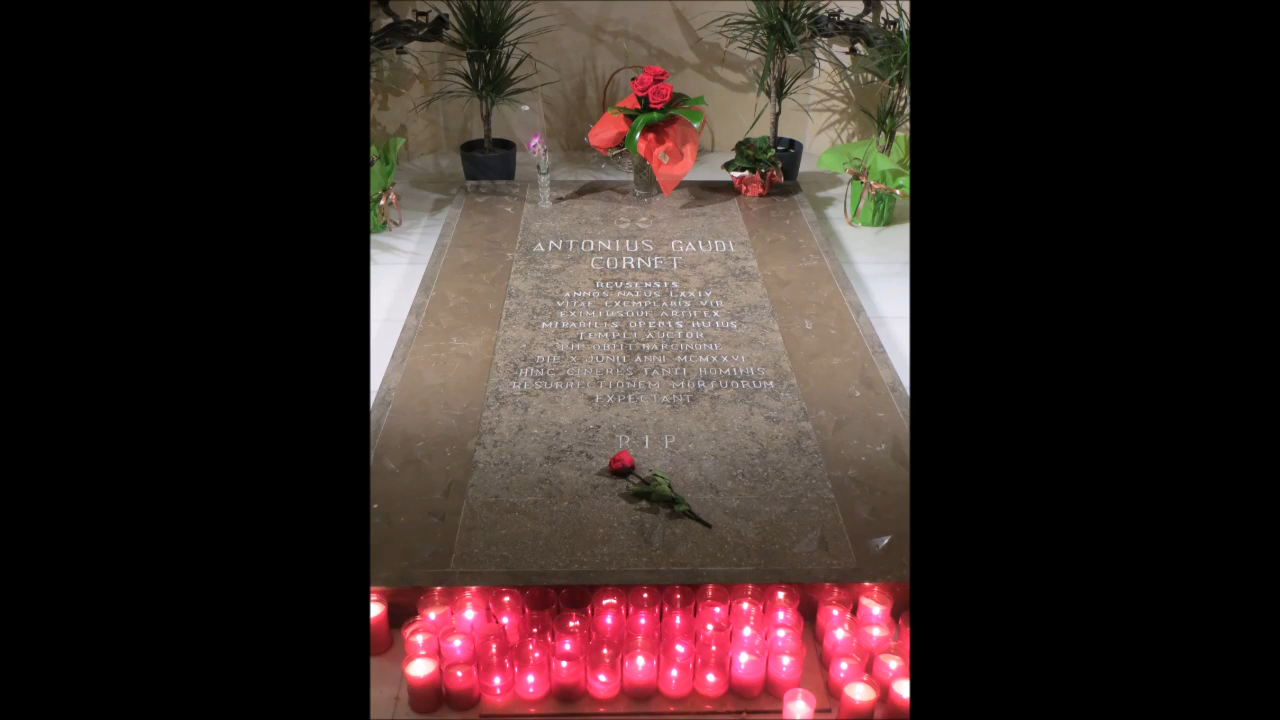 ANTONIUS GAUDI
CORNET
REUSENSIS
ANNOS NATUS LXXIV
VITAE EXEMPLARIS VIR
EXIMIUSQUE ARTIFEX
MIRABILIS OPERIS HUIUS
TEMPLI AUCTOR
PIE OBIIT BARCINONE
DIE X JUNII ANNI MCMXXVI
HINC CINERES TANTI HOMINIS
RESURRECTIONEM MORTUORUM
EXPECTANT
R I P